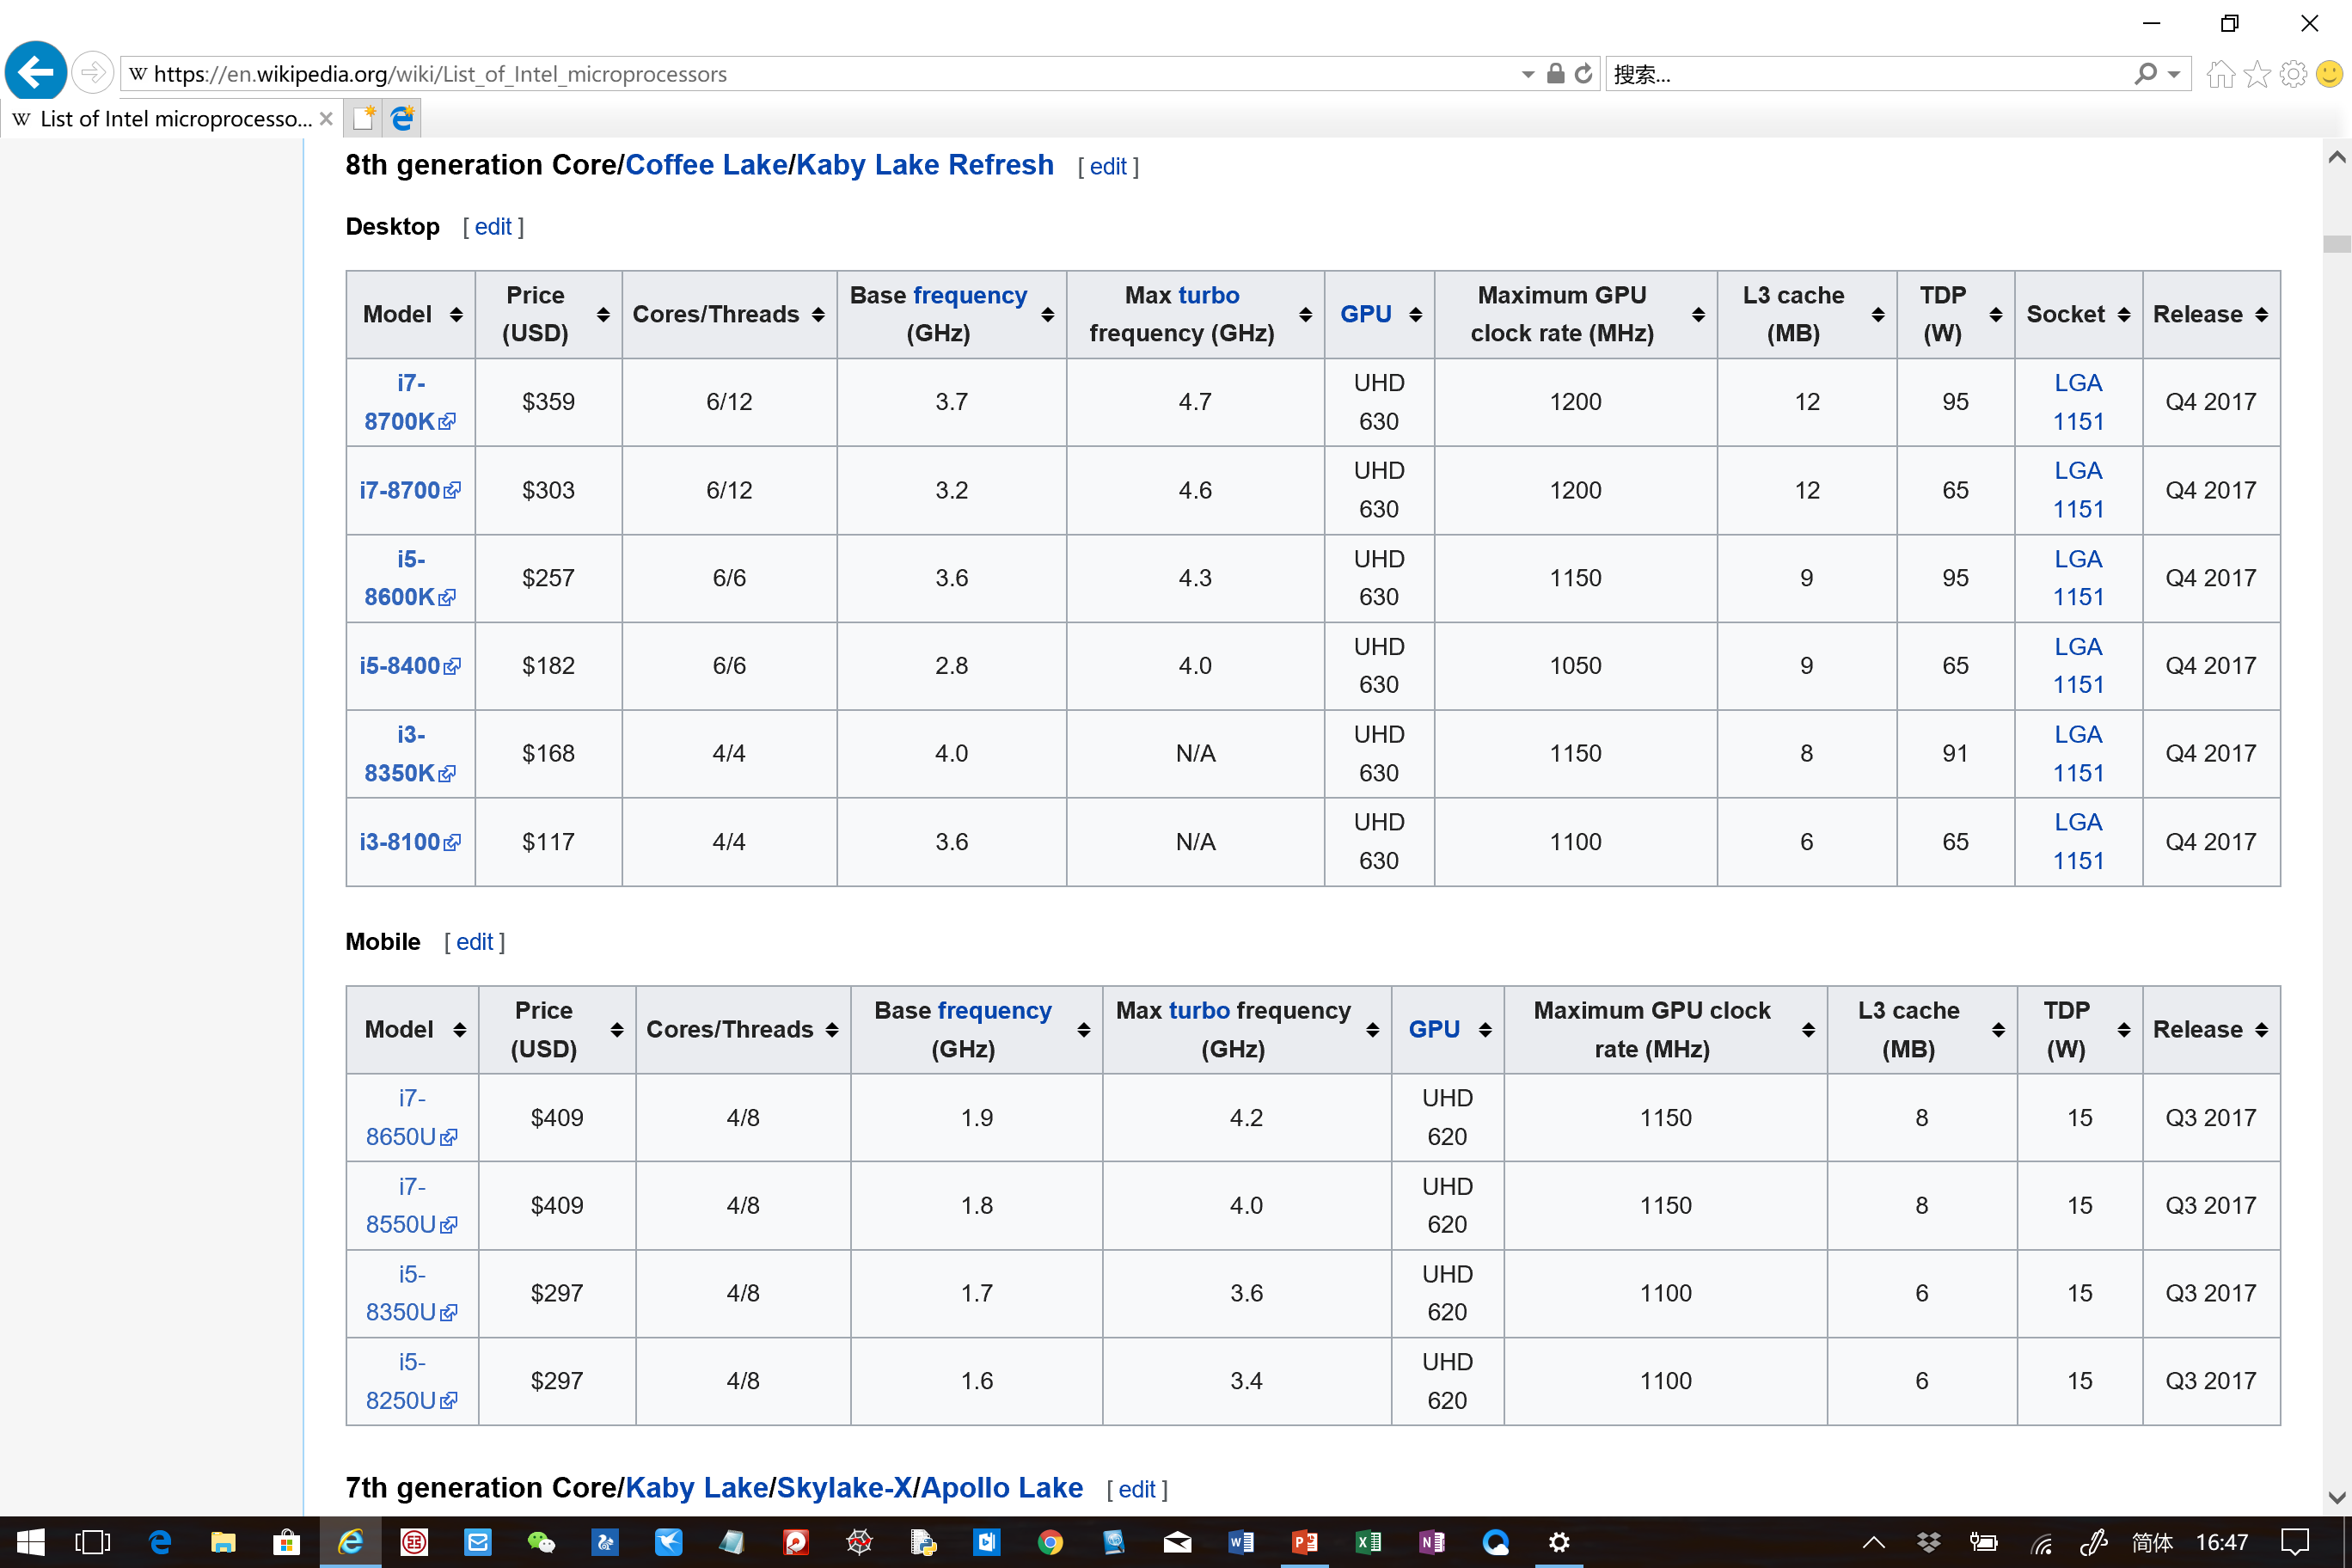 https://en.wikipedia.org/wiki/List_of_Intel_microprocessors
搜索...
W List of Intel microprocesso...
8th generation Core/Coffee Lake/Kaby Lake Refresh [ edit ]
Desktop [ edit ]
Model Price (USD) Cores/Threads Base frequency (GHz) Max turbo frequency (GHz) GPU Maximum GPU clock rate (MHz) L3 cache (MB) TDP (W) Socket Release
i7-8700K $359 6/12 3.7 4.7 UHD 630 1200 12 95 LGA 1151 Q4 2017
i7-8700 $303 6/12 3.2 4.6 UHD 630 1200 12 65 LGA 1151 Q4 2017
i5-8600K $257 6/6 3.6 4.3 UHD 630 1150 9 95 LGA 1151 Q4 2017
i5-8400 $182 6/6 2.8 4.0 UHD 630 1050 9 65 LGA 1151 Q4 2017
i3-8350K $168 4/4 4.0 N/A UHD 630 1150 8 91 LGA 1151 Q4 2017
i3-8100 $117 4/4 3.6 N/A UHD 630 1100 6 65 LGA 1151 Q4 2017
Mobile [ edit ]
Model Price (USD) Cores/Threads Base frequency (GHz) Max turbo frequency (GHz) GPU Maximum GPU clock rate (MHz) L3 cache (MB) TDP (W) Release
i7-8650U $409 4/8 1.9 4.2 UHD 620 1150 8 15 Q3 2017
i7-8550U $409 4/8 1.8 4.0 UHD 620 1150 8 15 Q3 2017
i5-8350U $297 4/8 1.7 3.6 UHD 620 1100 6 15 Q3 2017
i5-8250U $297 4/8 1.6 3.4 UHD 620 1100 6 15 Q3 2017
7th generation Core/Kaby Lake/Skylake-X/Apollo Lake [ edit ]
简体 16:47